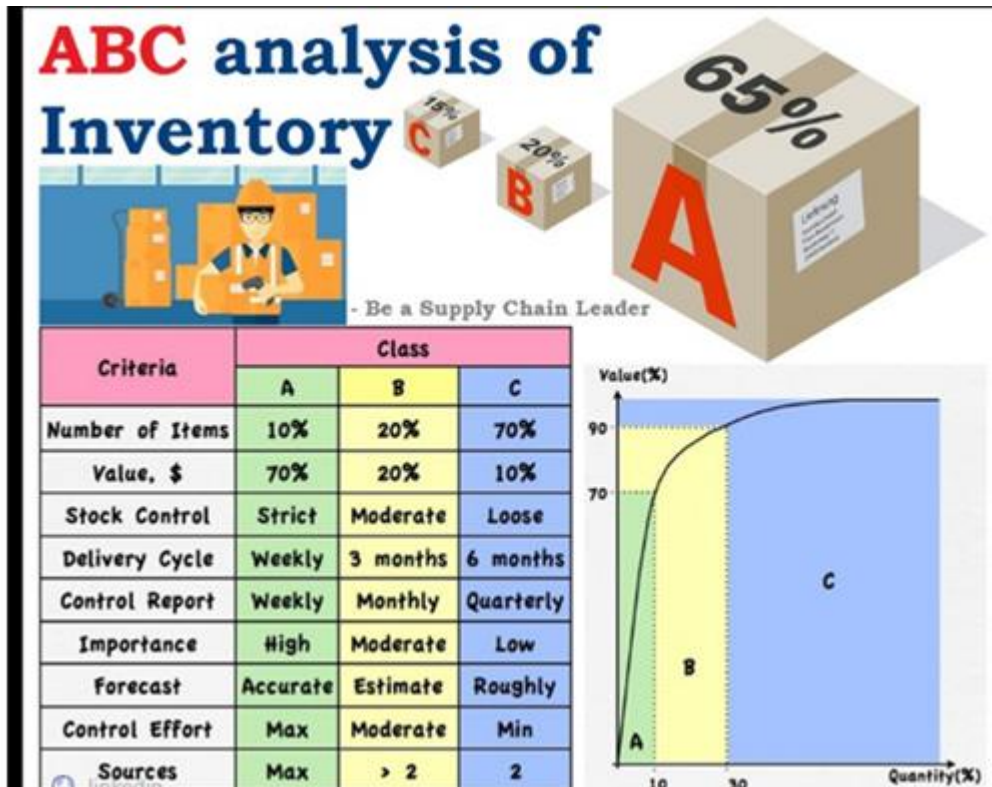 ABC analysis of
Inventory
15%
C
20%
B
65%
A
Lieferung
- Be a Supply Chain Leader
Criteria
Class
A B C
Number of Items 10% 20% 70%
Value, $ 70% 20% 10%
Stock Control Strict Moderate Loose
Delivery Cycle Weekly 3 months 6 months
Control Report Weekly Monthly Quarterly
Importance High Moderate Low
Forecast Accurate Estimate Roughly
Control Effort Max Moderate Min
Sources Max > 2 2
Value(%)
90
70
C
B
A
10 30
Quantity(%)